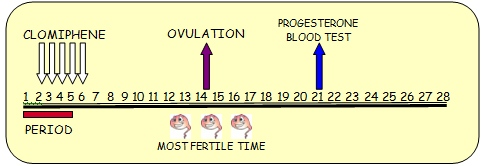 CLOMIPHENE
OVULATION
PROGESTERONE
BLOOD TEST
1 2 3 4 5 6 7 8 9 10 11 12 13 14 15 16 17 18 19 20 21 22 23 24 25 26 27 28
PERIOD
MOST FERTILE TIME